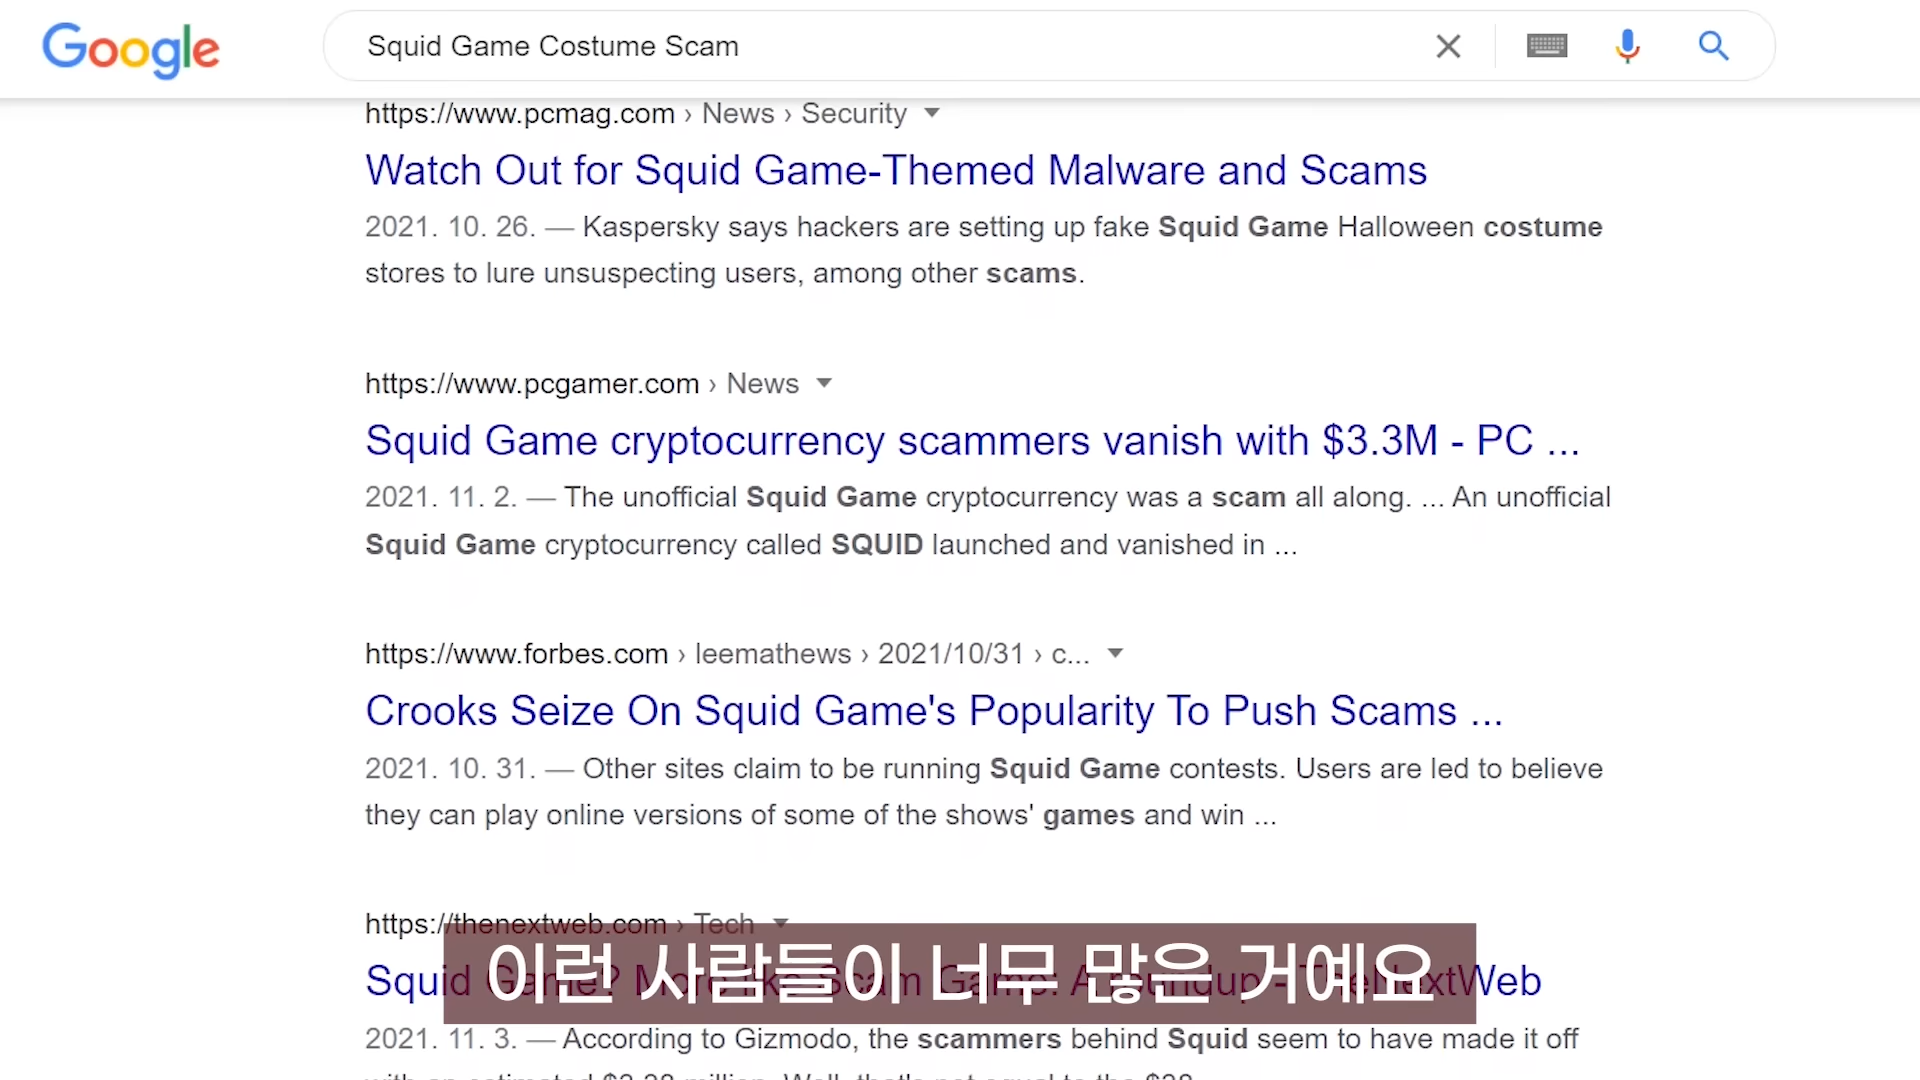 Google
Squid Game Costume Scam
https://www.pcmag.com › News › Security
Watch Out for Squid Game-Themed Malware and Scams
2021. 10. 26. — Kaspersky says hackers are setting up fake Squid Game Halloween costume
stores to lure unsuspecting users, among other scams.
https://www.pcgamer.com › News
Squid Game cryptocurrency scammers vanish with $3.3M - PC ...
2021. 11. 2. — The unofficial Squid Game cryptocurrency was a scam all along. ... An unofficial
Squid Game cryptocurrency called SQUID launched and vanished in ...
https://www.forbes.com › leemathews › 2021/10/31 › c...
Crooks Seize On Squid Game's Popularity To Push Scams ...
2021. 10. 31. — Other sites claim to be running Squid Game contests. Users are led to believe
they can play online versions of some of the shows' games and win ...
https://thenextweb.com › Tech
Squid Game? More like Scam Game: A roundup - TheNextWeb
이런 사람들이 너무 많은 거예요
2021. 11. 3. — According to Gizmodo, the scammers behind Squid seem to have made it off